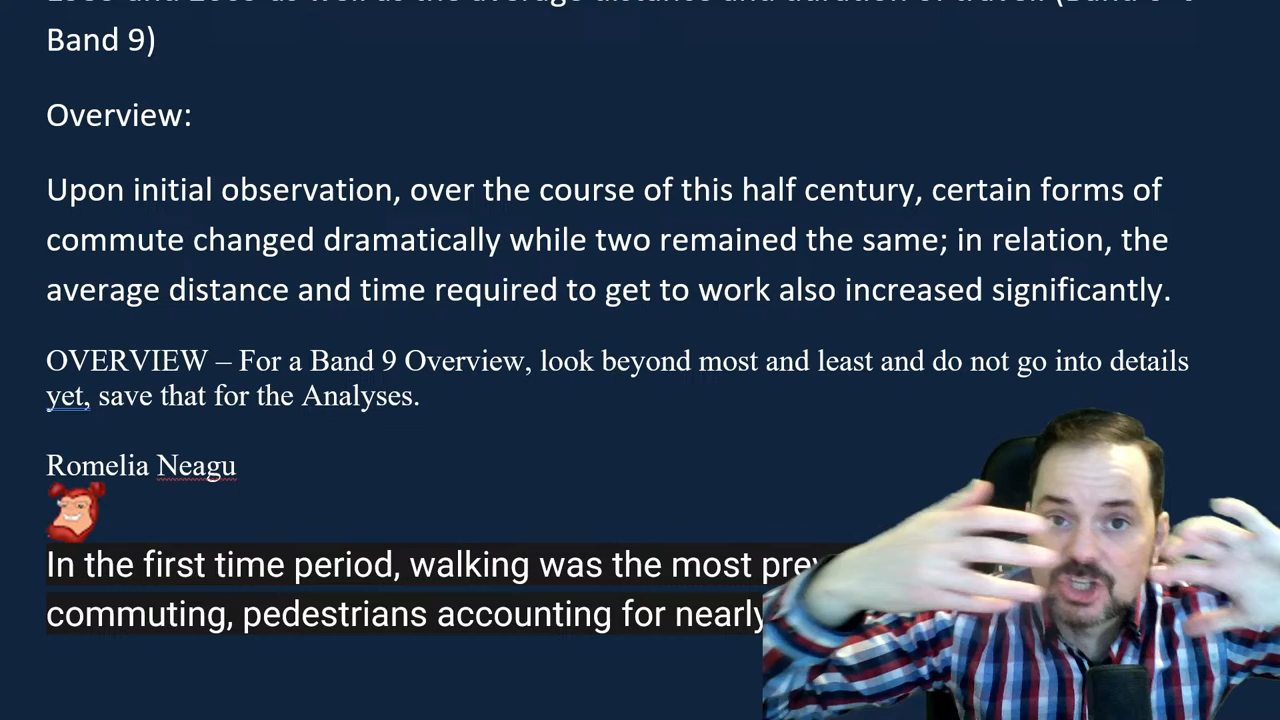 Band 9)
Overview:
Upon initial observation, over the course of this half century, certain forms of
commute changed dramatically while two remained the same; in relation, the
average distance and time required to get to work also increased significantly.
OVERVIEW – For a Band 9 Overview, look beyond most and least and do not go into details
yet, save that for the Analyses.
Romelia Neagu
In the first time period, walking was the most
commuting, pedestrians accounting for nearly